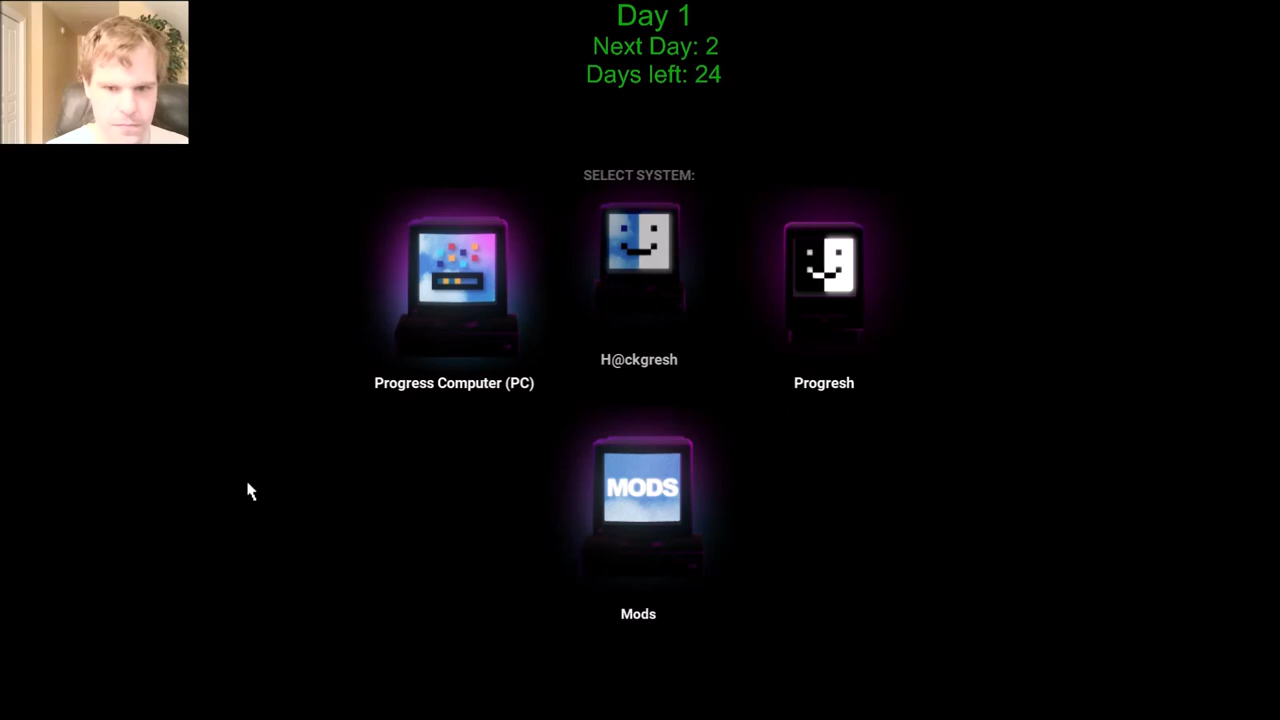 Day 1
Next Day: 2
Days left: 24
SELECT SYSTEM:
H@ckgresh
Progress Computer (PC)
Progresh
MODS
Mods